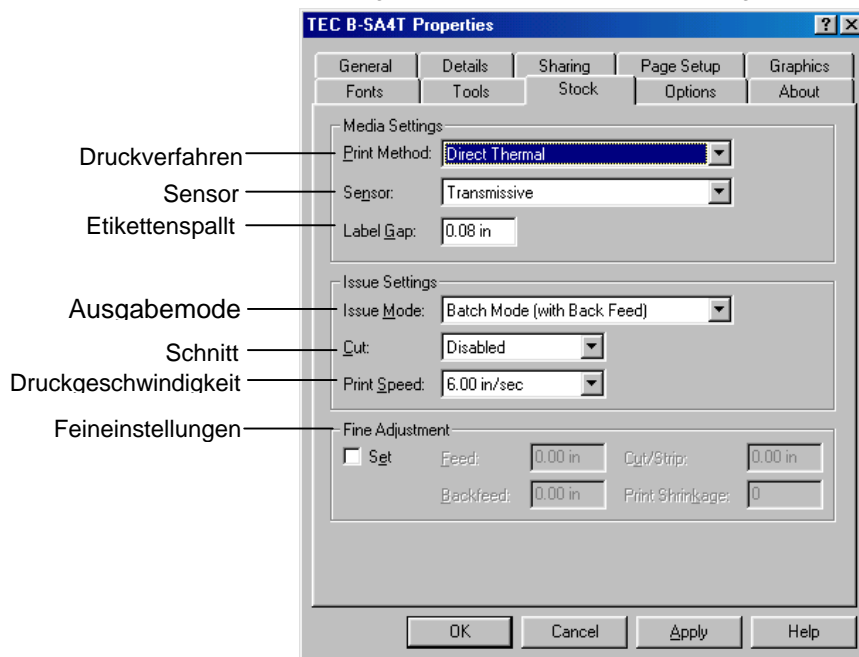 TEC B-SA4T Properties
General Details Sharing Page Setup Graphics
Fonts Tools Stock Options About
Media Settings
Druckverfahren Print Method: Direct Thermal
Sensor Sensor: Transmissive
Etikettenspallt Label Gap: 0.08 in
Issue Settings
Ausgabemode Issue Mode: Batch Mode (with Back Feed)
Schnitt Cut: Disabled
Druckgeschwindigkeit Print Speed: 6.00 in/sec
Feineinstellungen Fine Adjustment
Set Feed: 0.00 in Cut/Strip: 0.00 in
Backfeed: 0.00 in Print Shrinkage: 0
OK Cancel Apply Help